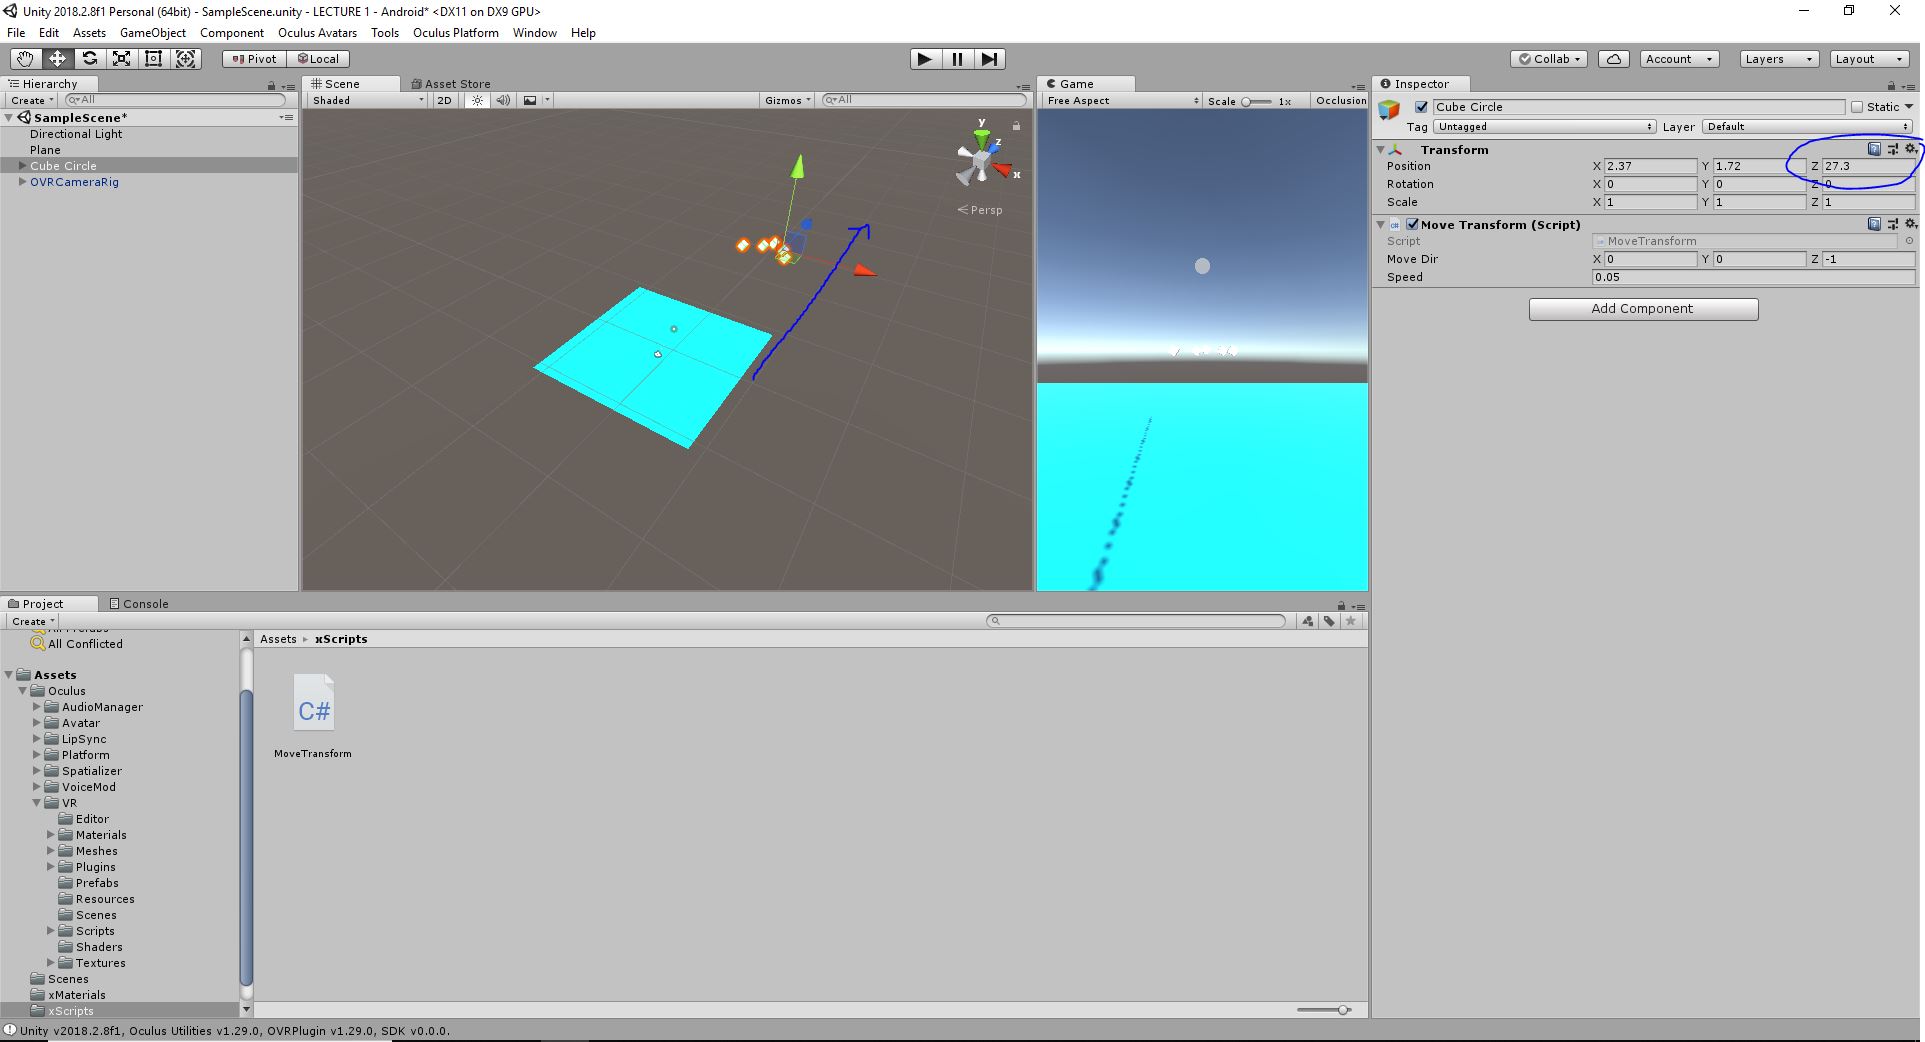 Unity 2018.2.8f1 Personal (64bit) - SampleScene.unity - LECTURE 1 - Android* <DX11 on DX9 GPU>
File Edit Assets GameObject Component Oculus Avatars Tools Oculus Platform Window Help
Pivot Local Collab Account Layers Layout
Hierarchy
Create All
SampleScene*
Directional Light
Plane
Cube Circle
OVRCameraRig
Scene Asset Store
Shaded 2D Gizmos All
y
z
x
Persp
Game
Free Aspect Scale 1x Occlusion
Inspector
Cube Circle Static
Tag Untagged Layer Default
Transform
Position X 2.37 Y 1.72 Z 27.3
Rotation X 0 Y 0 Z 0
Scale X 1 Y 1 Z 1
Move Transform (Script)
Script MoveTransform
Move Dir X 0 Y 0 Z -1
Speed 0.05
Add Component
Project Console
Create
All Prefabs
All Conflicted
Assets
Oculus
AudioManager
Avatar
LipSync
Platform
Spatializer
VoiceMod
VR
Editor
Materials
Meshes
Plugins
Prefabs
Resources
Scenes
Scripts
Shaders
Textures
Scenes
xMaterials
xScripts
Assets xScripts
C#
MoveTransform
Unity v2018.2.8f1, Oculus Utilities v1.29.0, OVRPlugin v1.29.0, SDK v0.0.0.